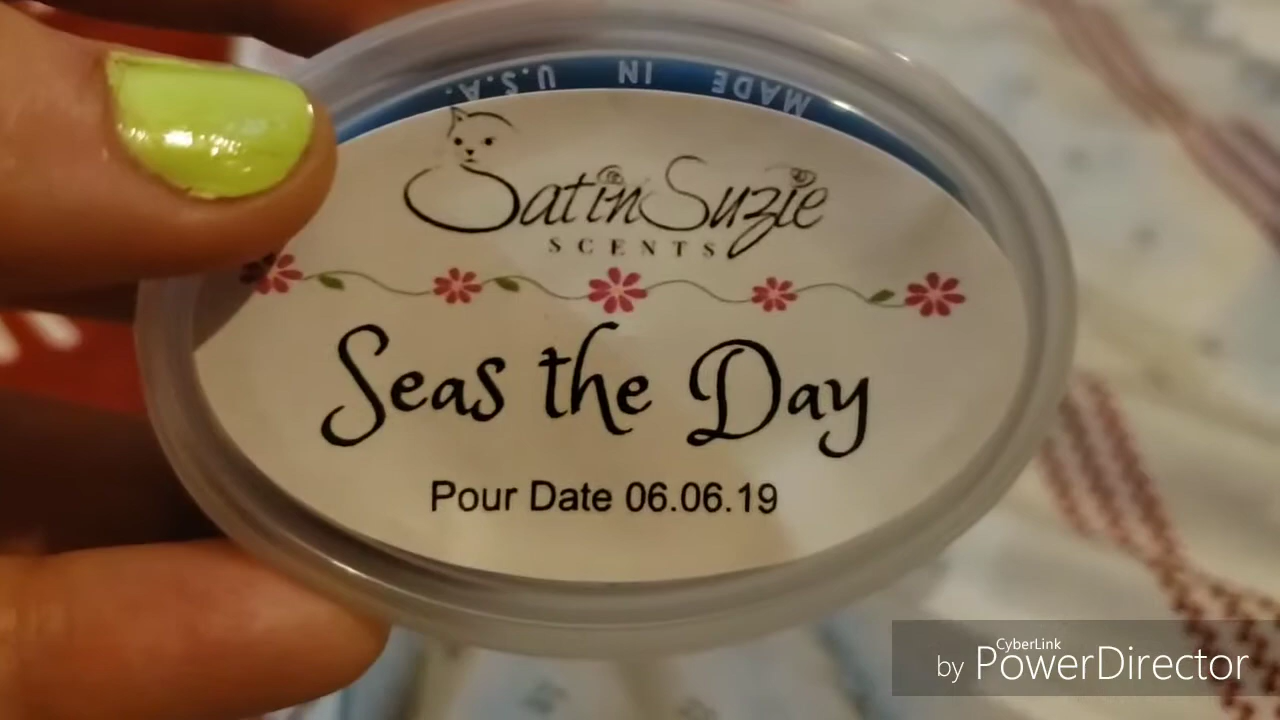 MADE IN U.S.A.
SatinSuzie
SCENTS
Seas the Day
Pour Date 06.06.19
CyberLink
by PowerDirector